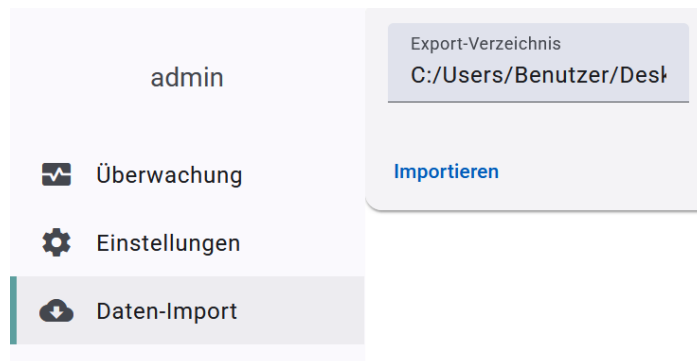 admin
Überwachung
Einstellungen
Daten-Import
Export-Verzeichnis
C:/Users/Benutzer/Desk
Importieren